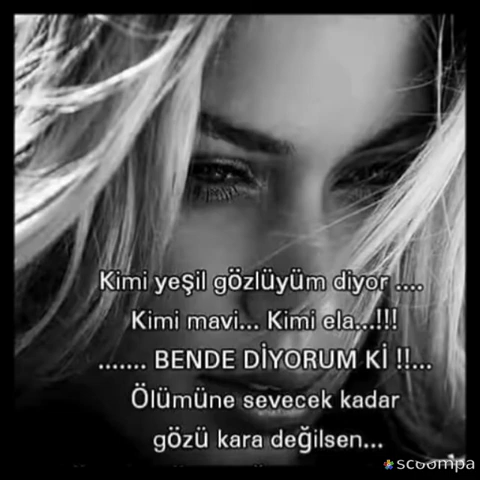 Kimi yeşil gözlüyüm diyor ....
Kimi mavi... Kimi ela...!!!
....... BENDE DİYORUM Kİ !!...
Ölümüne sevecek kadar
gözü kara değilsen...
scoompa